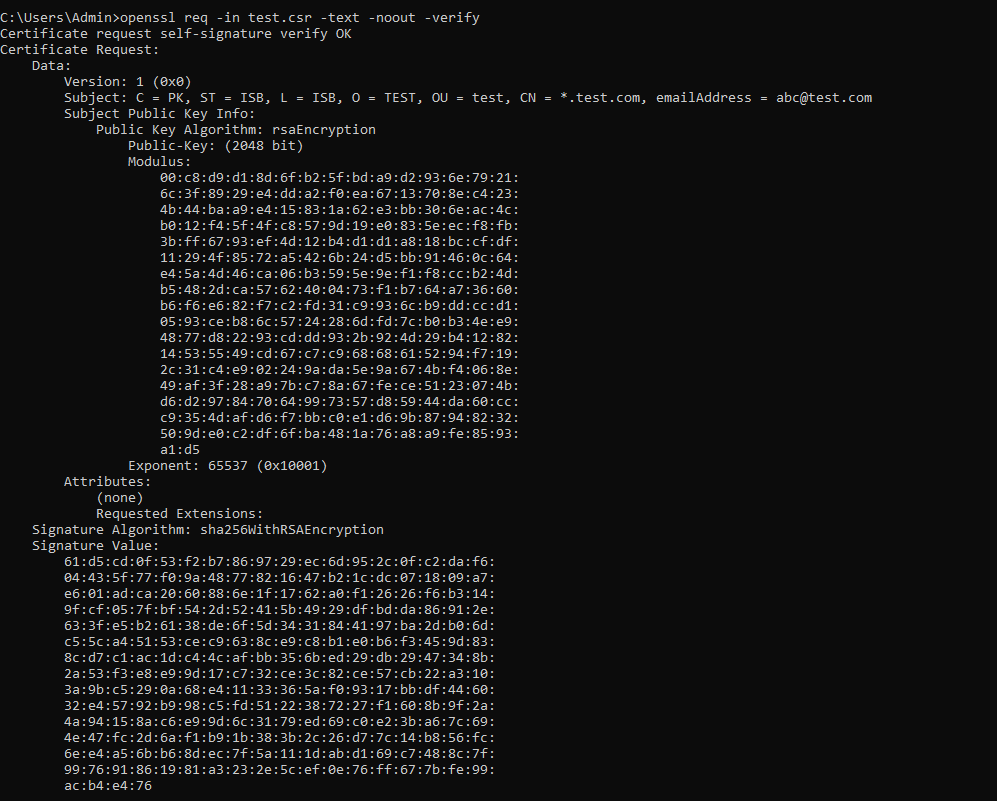 C:\Users\Admin>openssl req -in test.csr -text -noout -verify
Certificate request self-signature verify OK
Certificate Request:
    Data:
        Version: 1 (0x0)
        Subject: C = PK, ST = ISB, L = ISB, O = TEST, OU = test, CN = *.test.com, emailAddress = abc@test.com
        Subject Public Key Info:
            Public Key Algorithm: rsaEncryption
                Public-Key: (2048 bit)
                Modulus:
                    00:c8:d9:d1:8d:6f:b2:5f:bd:a9:d2:93:6e:79:21:
                    6c:3f:89:29:e4:dd:a2:f0:ea:67:13:70:8e:c4:23:
                    4b:44:ba:a9:e4:15:83:1a:62:e3:bb:30:6e:ac:4c:
                    b0:12:f4:5f:4f:c8:57:9d:19:e0:83:5e:ec:f8:fb:
                    3b:ff:67:93:ef:4d:12:b4:d1:d1:a8:18:bc:cf:df:
                    11:29:4f:85:72:a5:42:6b:24:d5:bb:91:46:0c:64:
                    e4:5a:4d:46:ca:06:b3:59:5e:9e:f1:f8:cc:b2:4d:
                    b5:48:2d:ca:57:62:40:04:73:f1:b7:64:a7:36:60:
                    b6:f6:e6:82:f7:c2:fd:31:c9:93:6c:b9:dd:cc:d1:
                    05:93:ce:b8:6c:57:24:28:6d:fd:7c:b0:b3:4e:e9:
                    48:77:d8:22:93:cd:dd:93:2b:92:4d:29:b4:12:82:
                    14:53:55:49:cd:67:c7:c9:68:68:61:52:94:f7:19:
                    2c:31:c4:e9:02:24:9a:da:5e:9a:67:4b:f4:06:8e:
                    49:af:3f:28:a9:7b:c7:8a:67:fe:ce:51:23:07:4b:
                    d6:d2:97:84:70:64:99:73:57:d8:59:44:da:60:cc:
                    c9:35:4d:af:d6:f7:bb:c0:e1:d6:9b:87:94:82:32:
                    50:9d:e0:c2:df:6f:ba:48:1a:76:a8:a9:fe:85:93:
                    a1:d5
                Exponent: 65537 (0x10001)
        Attributes:
            (none)
            Requested Extensions:
    Signature Algorithm: sha256WithRSAEncryption
    Signature Value:
        61:d5:cd:0f:53:f2:b7:86:97:29:ec:6d:95:2c:0f:c2:da:f6:
        04:43:5f:77:f0:9a:48:77:82:16:47:b2:1c:dc:07:18:09:a7:
        e6:01:ad:ca:20:60:88:6e:1f:17:62:a0:f1:26:26:f6:b3:14:
        9f:cf:05:7f:bf:54:2d:52:41:5b:49:29:df:bd:da:86:91:2e:
        63:3f:e5:b2:61:38:de:6f:5d:34:31:84:41:97:ba:2d:b0:6d:
        c5:5c:a4:51:53:ce:c9:63:8c:e9:c8:b1:e0:b6:f3:45:9d:83:
        8c:d7:c1:ac:1d:c4:4c:af:bb:35:6b:ed:29:db:29:47:34:8b:
        2a:53:f3:e8:e9:9d:17:c7:32:ce:3c:82:ce:57:cb:22:a3:10:
        3a:9b:c5:29:0a:68:e4:11:33:36:5a:f0:93:17:bb:df:44:60:
        32:e4:57:92:b9:98:c5:fd:51:22:38:72:27:f1:60:8b:9f:2a:
        4a:94:15:8a:c6:e9:9d:6c:31:79:ed:69:c0:e2:3b:a6:7c:69:
        4e:47:fc:2d:6a:f1:b9:1b:38:3b:2c:26:d7:7c:14:b8:56:fc:
        6e:e4:a5:6b:b6:8d:ec:7f:5a:11:1d:ab:d1:69:c7:48:8c:7f:
        99:76:91:86:19:81:a3:23:2e:5c:ef:0e:76:ff:67:7b:fe:99:
        ac:b4:e4:76